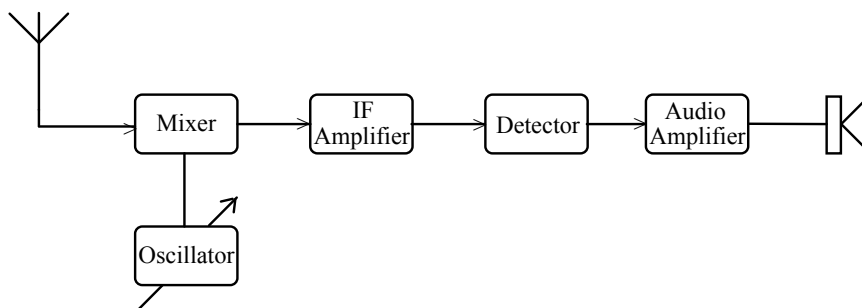 Mixer
IF
Amplifier
Detector
Audio
Amplifier
Oscillator